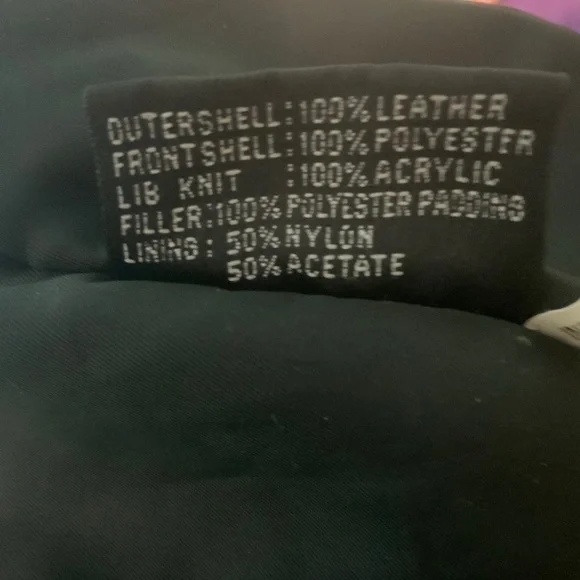 OUTERSHELL:100%LEATHER
FRONTSHELL:100%POLYESTER
LIB KNIT :100%ACRYLIC
FILLER:100%POLYESTER PADDING
LINING: 50%NYLON
50%ACETATE